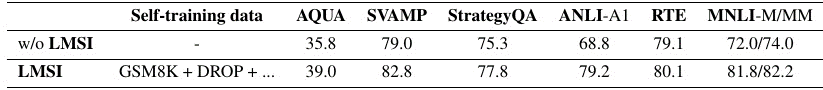 Self-training data AQUA SVAMP StrategyQA ANLI-A1 RTE MNLI-M/MM
w/o LMSI - 35.8 79.0 75.3 68.8 79.1 72.0/74.0
LMSI GSM8K + DROP + ... 39.0 82.8 77.8 79.2 80.1 81.8/82.2